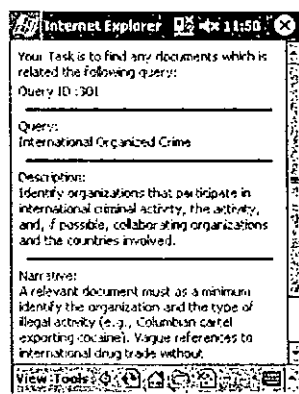 Internet Explorer 11:50
Your Task is to find any documents which is
related the following query:
Query ID :301
Query:
International Organized Crime
Description:
Identify organizations that participate in
international criminal activity, the activity,
and, if possible, collaborating organizations
and the countries involved.
Narrative:
A relevant document must as a minimum
identify the organization and the type of
illegal activity (e.g., Columbian cartel
exporting cocaine). Vague references to
international drug trade without
View Tools